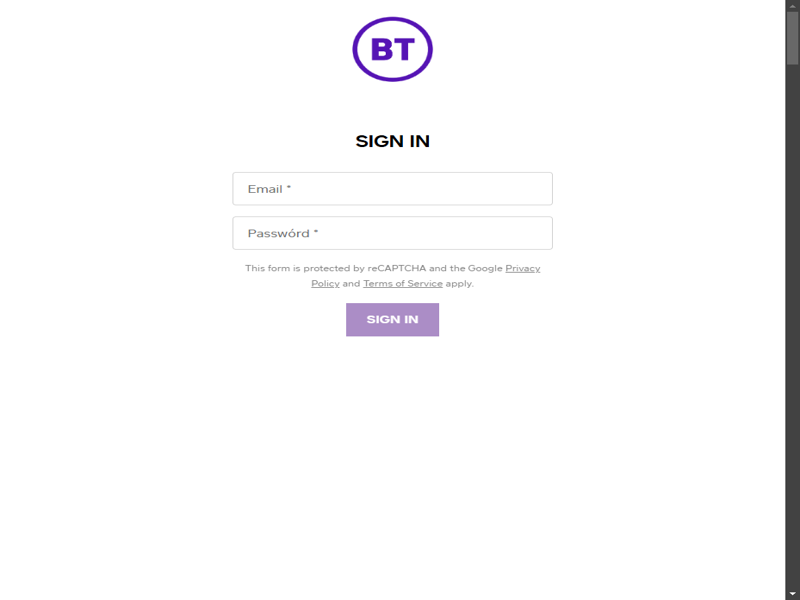 BT
SIGN IN
Email *
Passwórd *
This form is protected by reCAPTCHA and the Google Privacy
Policy and Terms of Service apply.
SIGN IN